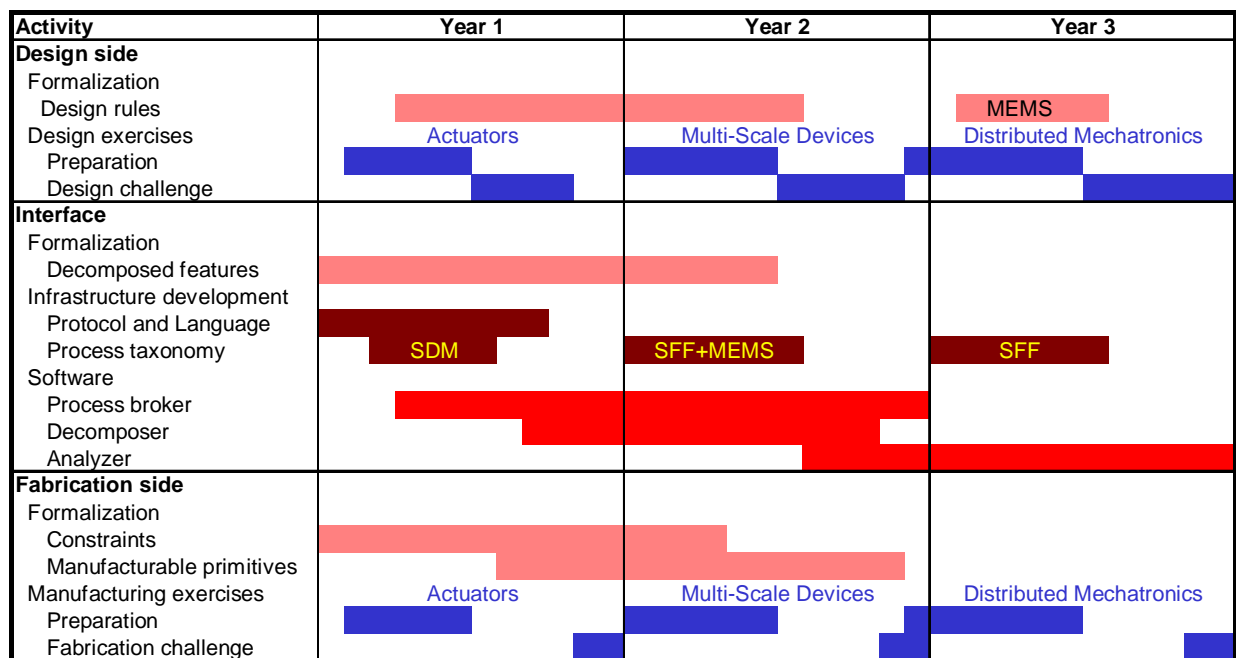 Activity Year 1 Year 2 Year 3
Design side
Formalization
Design rules MEMS
Design exercises Actuators Multi-Scale Devices Distributed Mechatronics
Preparation
Design challenge
Interface
Formalization
Decomposed features
Infrastructure development
Protocol and Language
Process taxonomy SDM SFF+MEMS SFF
Software
Process broker
Decomposer
Analyzer
Fabrication side
Formalization
Constraints
Manufacturable primitives
Manufacturing exercises Actuators Multi-Scale Devices Distributed Mechatronics
Preparation
Fabrication challenge